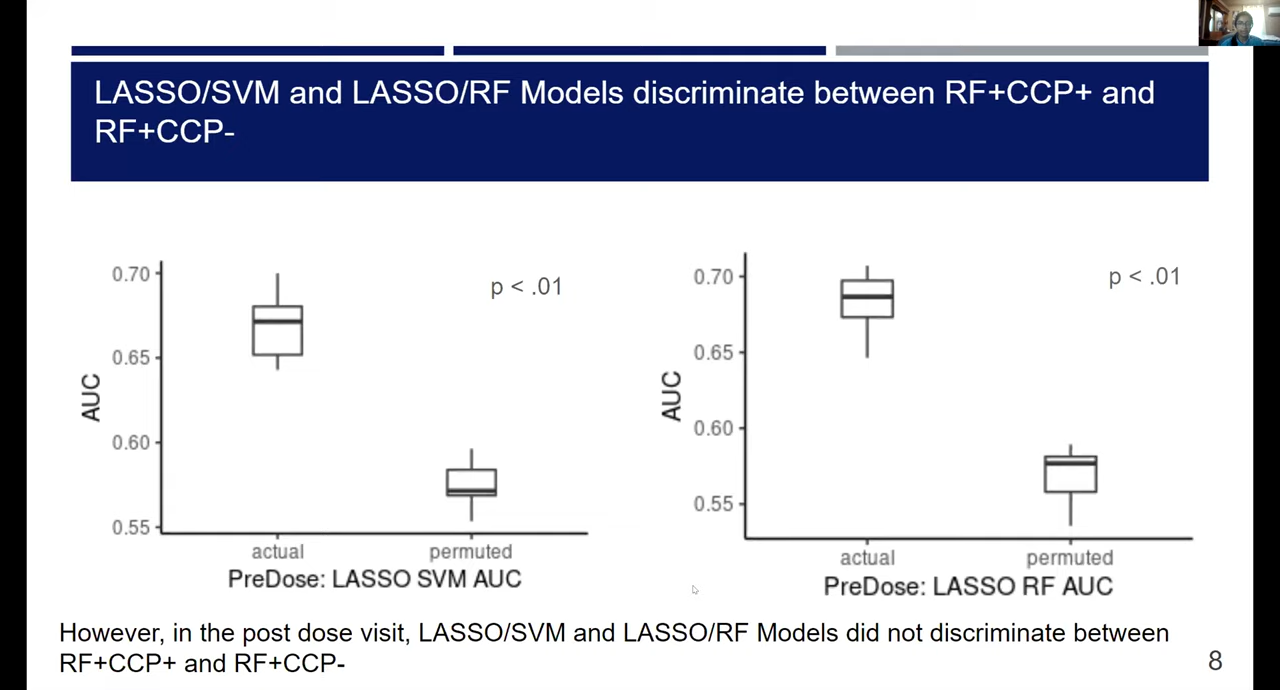 LASSO/SVM and LASSO/RF Models discriminate between RF+CCP+ and
RF+CCP-
0.70
0.65
0.60
0.55
AUC
p < .01
actual
permuted
PreDose: LASSO SVM AUC
0.70
0.65
0.60
0.55
AUC
p < .01
actual
permuted
PreDose: LASSO RF AUC
However, in the post dose visit, LASSO/SVM and LASSO/RF Models did not discriminate between
RF+CCP+ and RF+CCP-
8